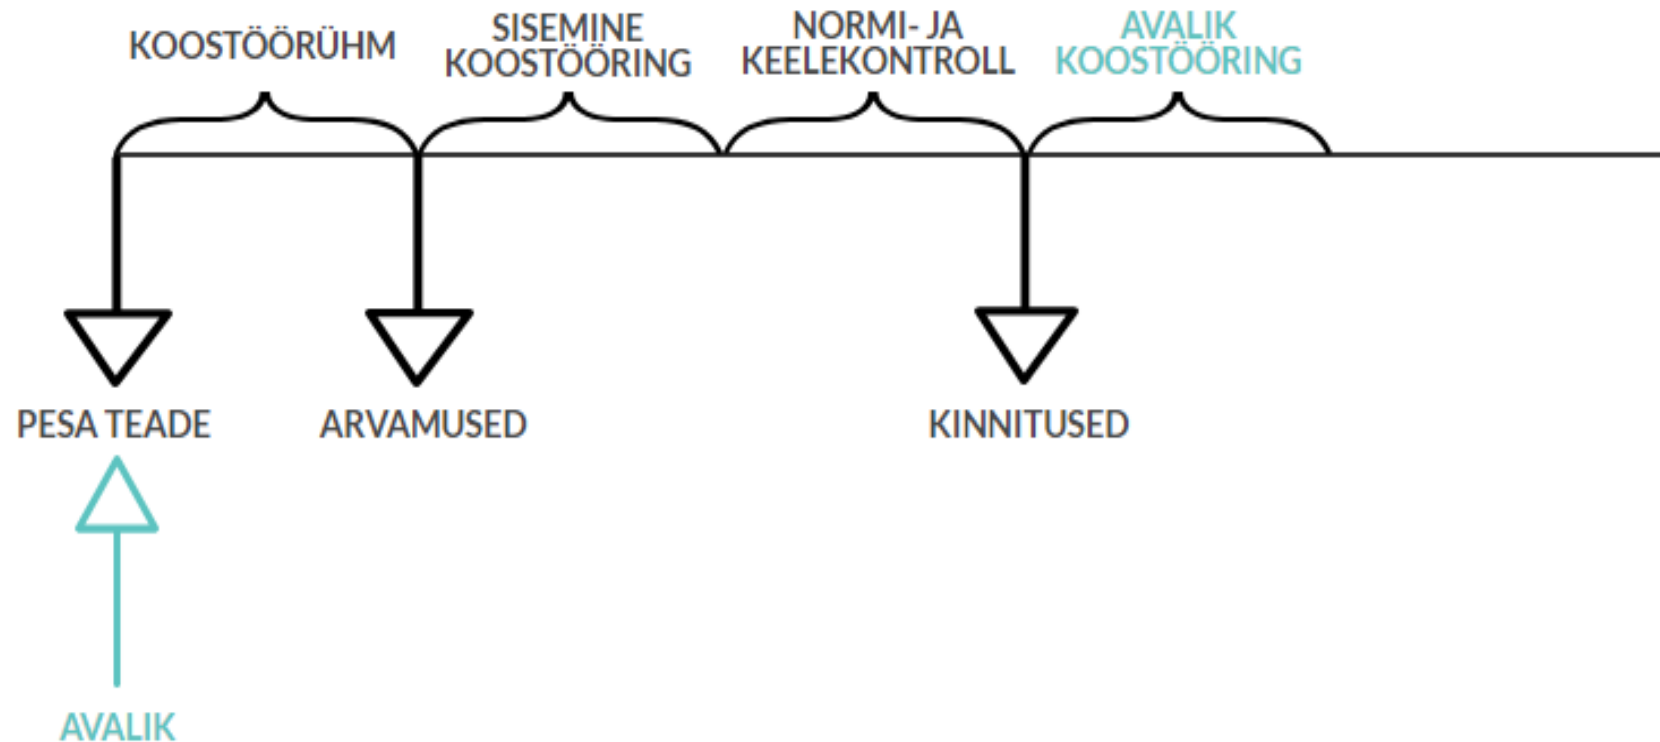 KOOSTÖÖRÜHM
SISEMINE
KOOSTÖÖRING
NORMI- JA
KEELEKONTROLL
AVALIK
KOOSTÖÖRING
PESA TEADE
ARVAMUSED
KINNITUSED
AVALIK